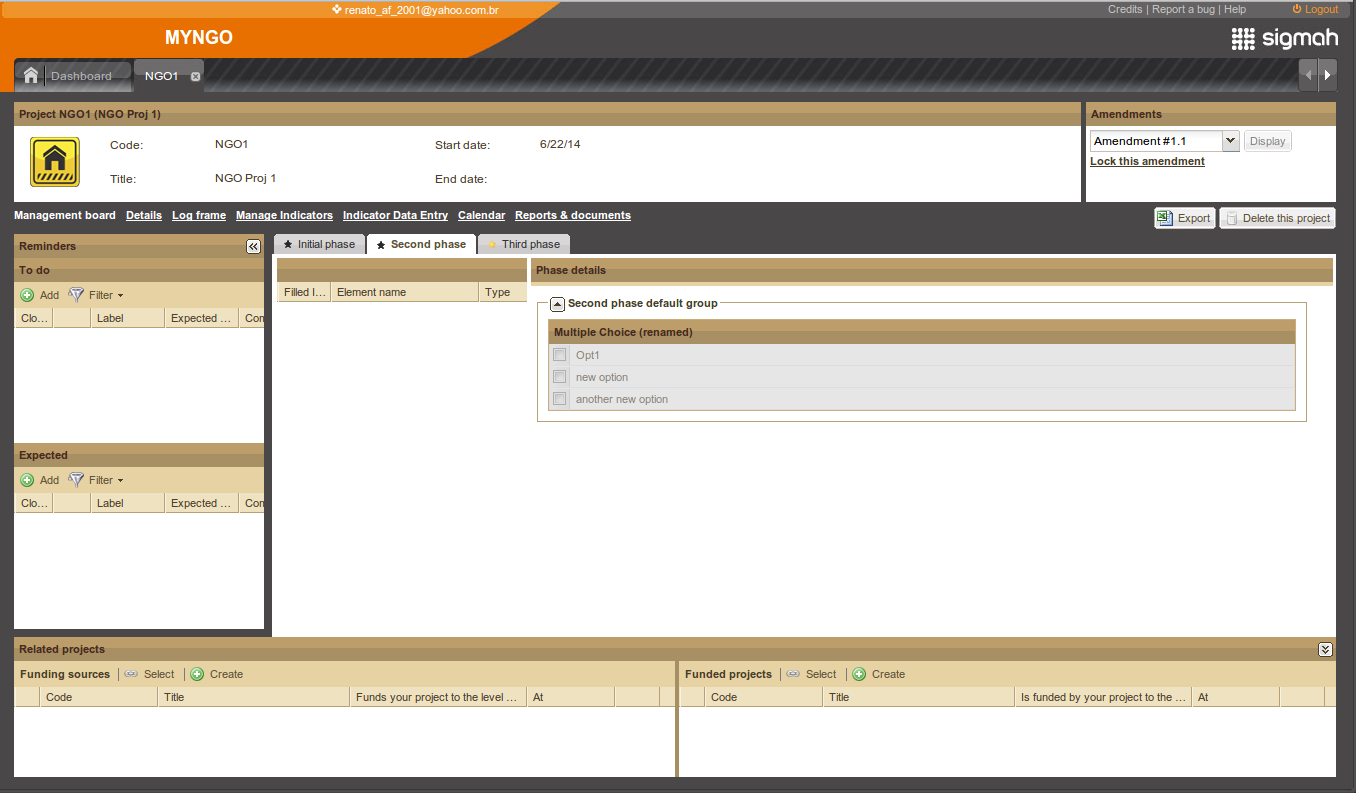 renato_af_2001@yahoo.com.br
Credits | Report a bug | Help
Logout
MYNGO
sigmah
Dashboard
NGO1
Project NGO1 (NGO Proj 1)
Code: NGO1 Start date: 6/22/14
Title: NGO Proj 1 End date:
Amendments
Amendment #1.1 Display
Lock this amendment
Management board Details Log frame Manage Indicators Indicator Data Entry Calendar Reports & documents
Export Delete this project
Reminders
To do
Add Filter
Clo... Label Expected ... Con
Expected
Add Filter
Clo... Label Expected ... Con
Initial phase Second phase Third phase
Filled I... Element name Type
Phase details
Second phase default group
Multiple Choice (renamed)
Opt1
new option
another new option
Related projects
Funding sources Select Create
Code Title Funds your project to the level ... At
Funded projects Select Create
Code Title Is funded by your project to the ... At